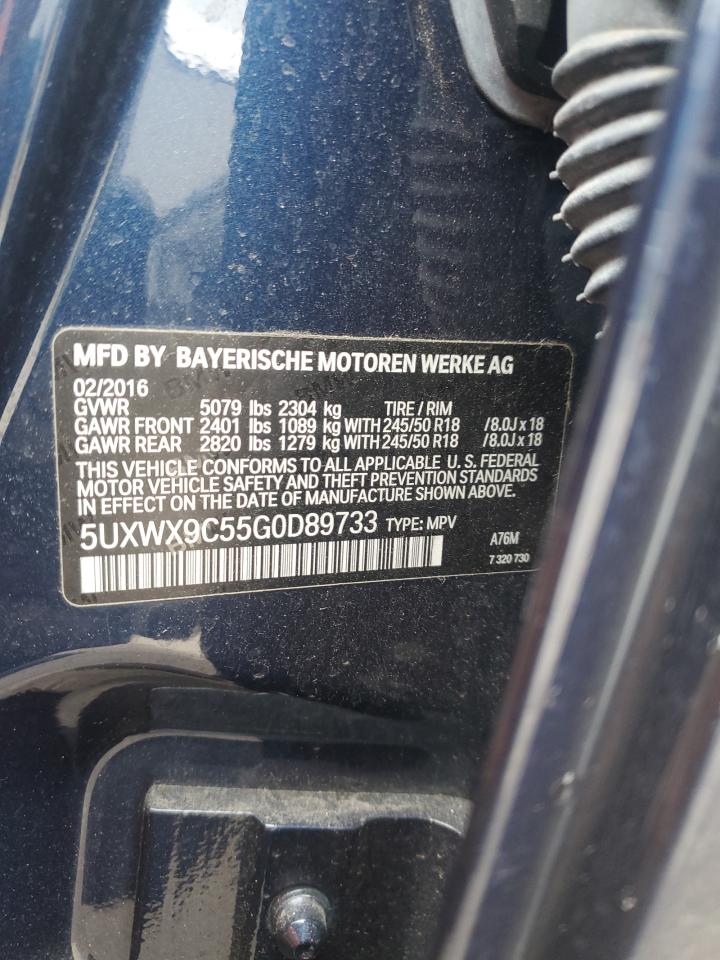 MFD BY BAYERISCHE MOTOREN WERKE AG
02/2016
GVWR 5079 lbs 2304 kg TIRE / RIM
GAWR FRONT 2401 lbs 1089 kg WITH 245/50 R18 /8.0J x 18
GAWR REAR 2820 lbs 1279 kg WITH 245/50 R18 /8.0J x 18
THIS VEHICLE CONFORMS TO ALL APPLICABLE U.S. FEDERAL
MOTOR VEHICLE SAFETY AND THEFT PREVENTION STANDARDS
IN EFFECT ON THE DATE OF MANUFACTURE SHOWN ABOVE.
5UXWX9C55G0D89733 TYPE: MPV
A76M
7 320 730